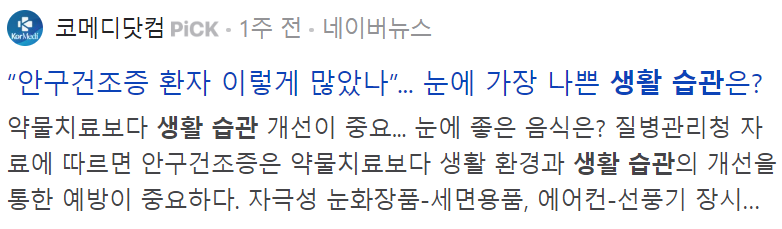 KorMedi 코메디닷컴 PiCK · 1주 전 · 네이버뉴스
“안구건조증 환자 이렇게 많았나”... 눈에 가장 나쁜 생활 습관은?
약물치료보다 생활 습관 개선이 중요... 눈에 좋은 음식은? 질병관리청 자
료에 따르면 안구건조증은 약물치료보다 생활 환경과 생활 습관의 개선을
통한 예방이 중요하다. 자극성 눈화장품-세면용품, 에어컨-선풍기 장시...